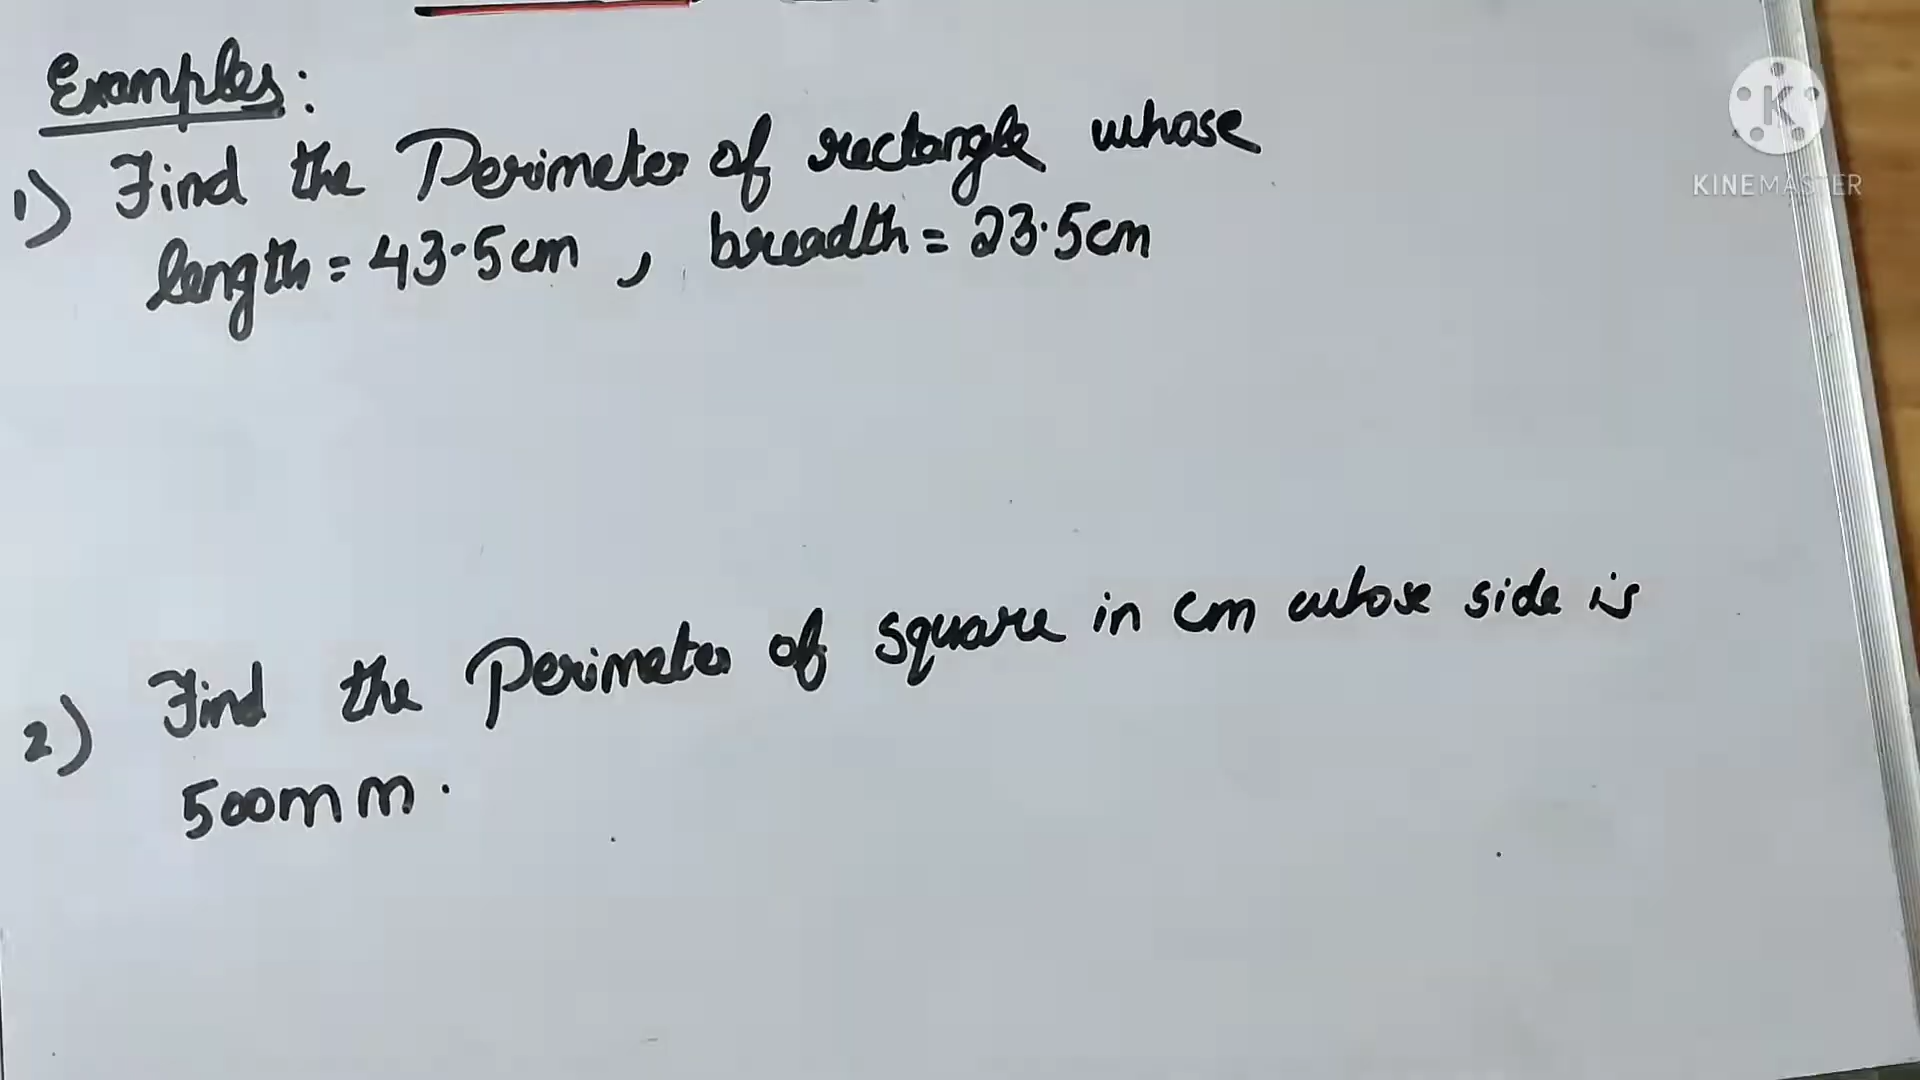 Examples:
1) Find the Perimeter of rectangle whose
length = 43.5cm, breadth = 23.5cm
2) Find the Perimeter of square in cm whose side is
500mm.
K
KINEMASTER